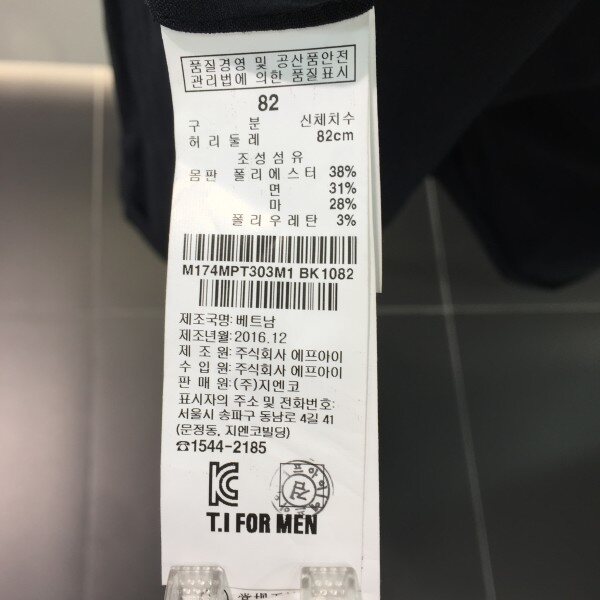 품질경영 및 공산품안전
관리법에 의한 품질표시
82
구 분 신체치수
허리둘레 82cm
조성섬유
몸판 폴리에스터 38%
면 31%
마 28%
폴리우레탄 3%
M174MPT303M1 BK1082
제조국명: 베트남
제조년월: 2016.12
제 조 원: 주식회사 에프아이
수 입 원: 주식회사 에프아이
판 매 원: (주)지엔코
표시자의 주소 및 전화번호:
서울시 송파구 동남로 4길 41
(문정동, 지엔코빌딩)
☎1544-2185
T.I FOR MEN